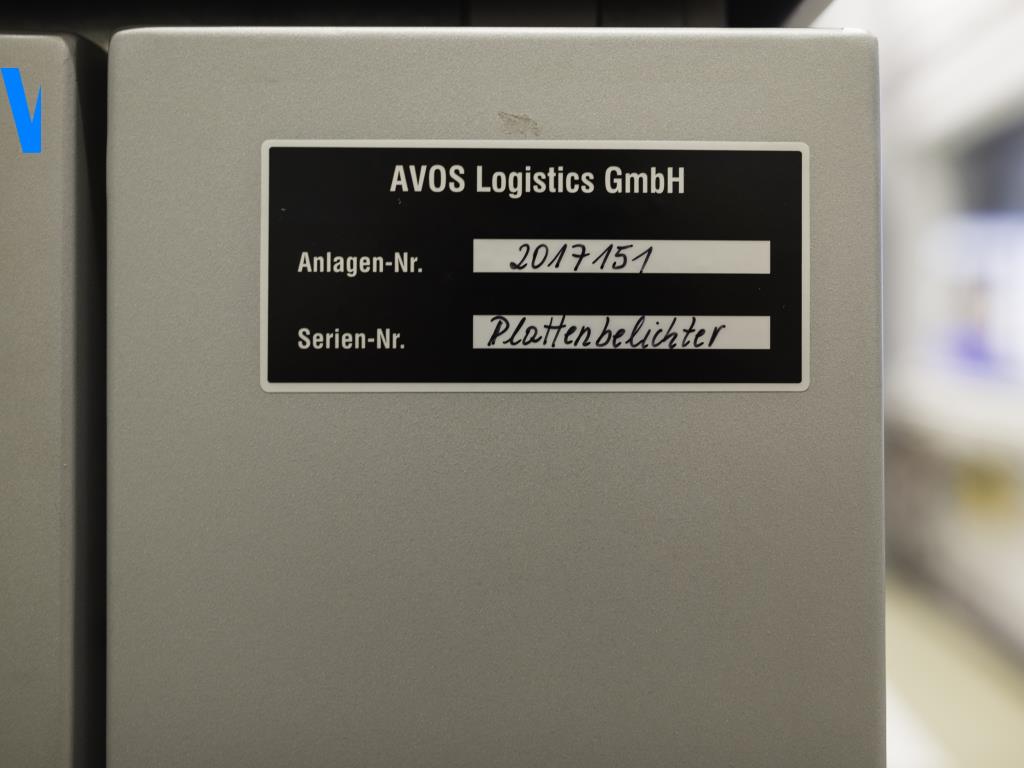 AVOS Logistics GmbH
Anlagen-Nr. 2017151
Serien-Nr. Plattenbelichter